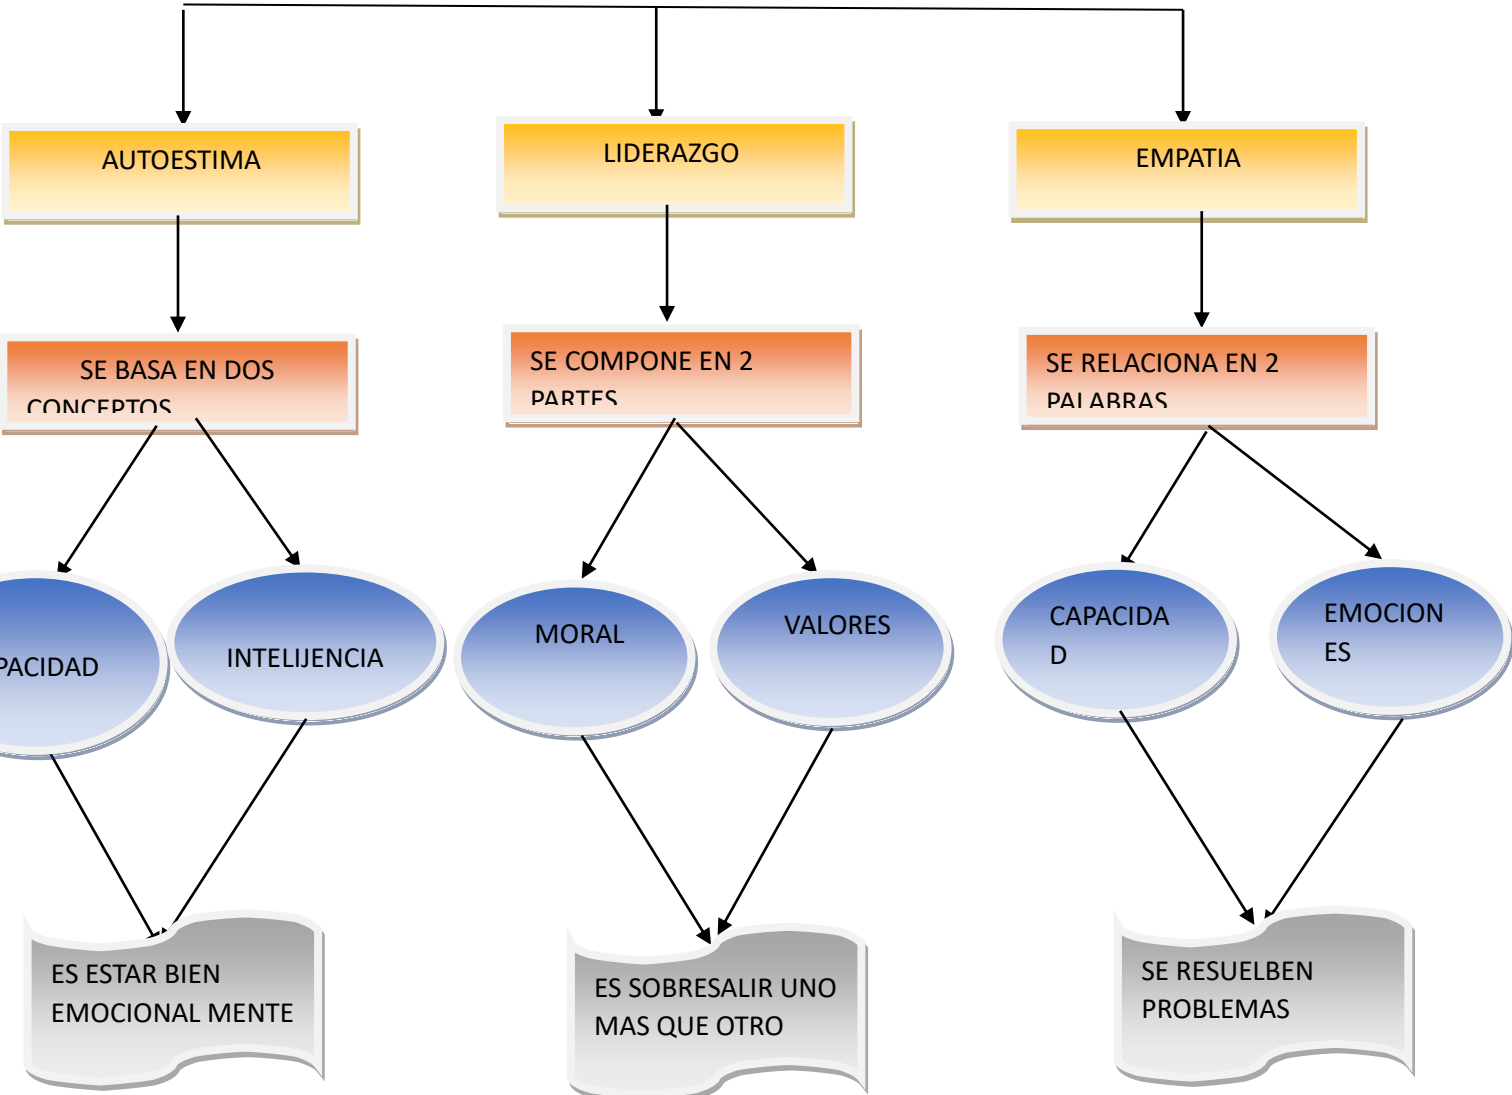 AUTOESTIMA
LIDERAZGO
EMPATIA
SE BASA EN DOS
CONCEPTOS
SE COMPONE EN 2
PARTES
SE RELACIONA EN 2
PALABRAS
PACIDAD
INTELIJENCIA
MORAL
VALORES
CAPACIDA
D
EMOCION
ES
ES ESTAR BIEN
EMOCIONAL MENTE
ES SOBRESALIR UNO
MAS QUE OTRO
SE RESUELBEN
PROBLEMAS